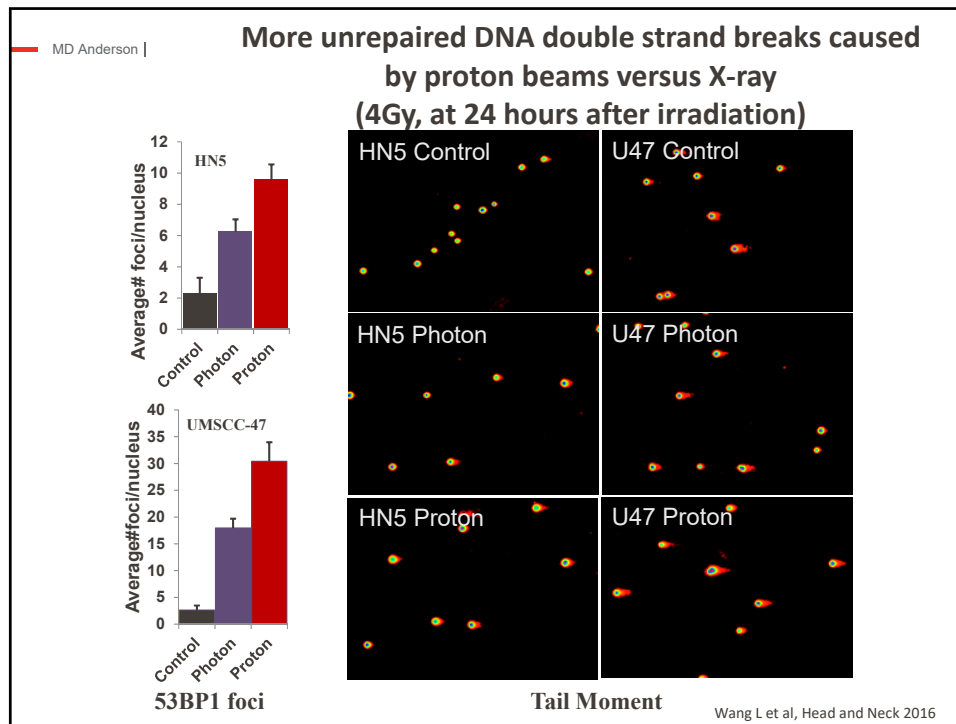 MD Anderson |
More unrepaired DNA double strand breaks caused
by proton beams versus X-ray
(4Gy, at 24 hours after irradiation)
Average# foci/nucleus
12
10
8
6
4
2
0
HN5
Control
Photon
Proton
Average#foci/nucleus
40
35
30
25
20
15
10
5
0
UMSCC-47
Control
Photon
Proton
53BP1 foci
HN5 Control
U47 Control
HN5 Photon
U47 Photon
HN5 Proton
U47 Proton
Tail Moment
Wang L et al, Head and Neck 2016